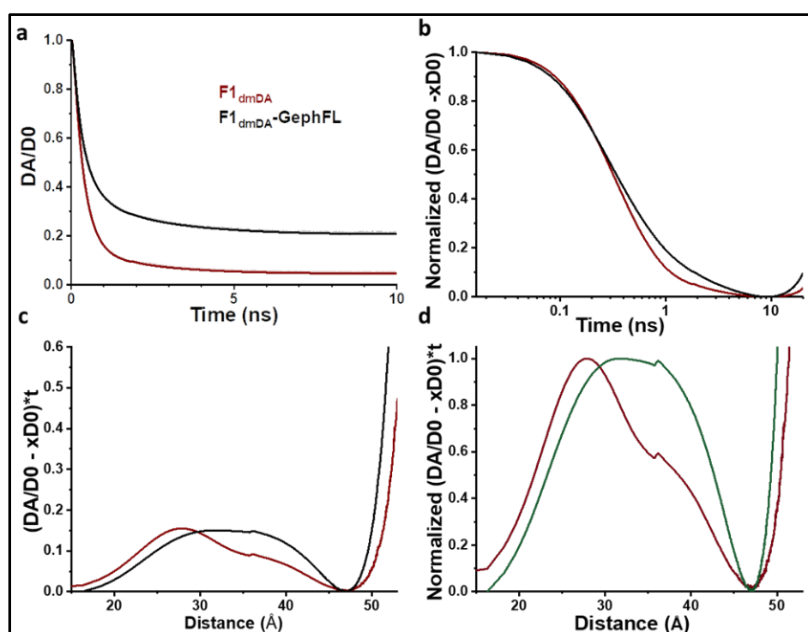 a
DA/D0
1.0
0.8
0.6
0.4
0.2
0.0
0
5
10
Time (ns)
F1dmDA
F1dmDA-GephFL
b
Normalized (DA/D0 -xD0)
1.0
0.8
0.6
0.4
0.2
0.0
0.1
1
10
Time (ns)
c
(DA/D0 - xD0)*t
0.6
0.5
0.4
0.3
0.2
0.1
0.0
20
30
40
50
Distance (Å)
d
Normalized (DA/D0 - xD0)*t
1.0
0.8
0.6
0.4
0.2
0.0
20
30
40
50
Distance (A)